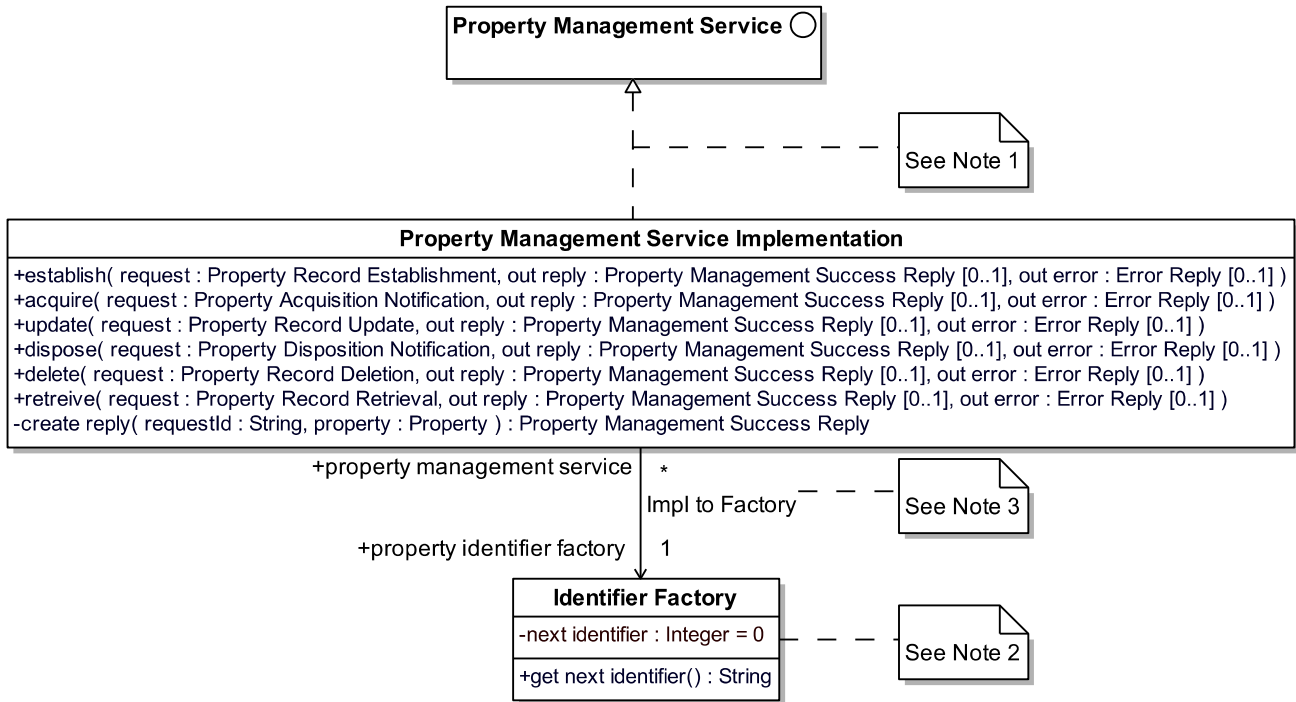 Property Management Service
See Note 1
Property Management Service Implementation
+establish( request : Property Record Establishment, out reply : Property Management Success Reply [0..1], out error : Error Reply [0..1] )
+acquire( request : Property Acquisition Notification, out reply : Property Management Success Reply [0..1], out error : Error Reply [0..1] )
+update( request : Property Record Update, out reply : Property Management Success Reply [0..1], out error : Error Reply [0..1] )
+dispose( request : Property Disposition Notification, out reply : Property Management Success Reply [0..1], out error : Error Reply [0..1] )
+delete( request : Property Record Deletion, out reply : Property Management Success Reply [0..1], out error : Error Reply [0..1] )
+retreive( request : Property Record Retrieval, out reply : Property Management Success Reply [0..1], out error : Error Reply [0..1] )
-create reply( requestId : String, property : Property ) : Property Management Success Reply
+property management service *
Impl to Factory
See Note 3
+property identifier factory 1
Identifier Factory
-next identifier : Integer = 0
See Note 2
+get next identifier() : String